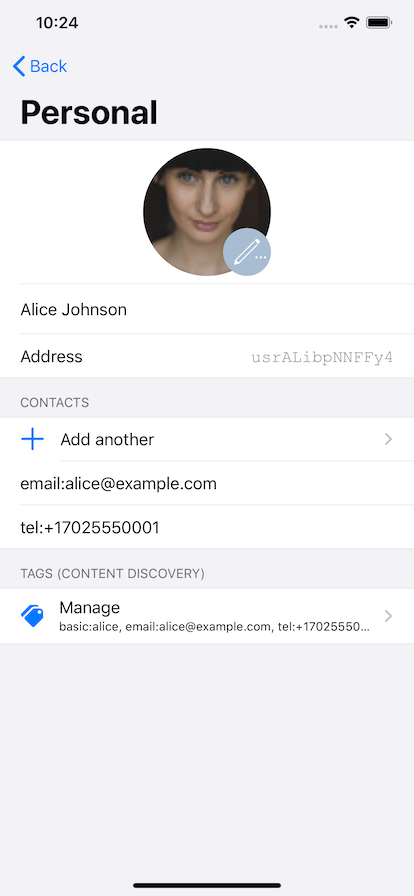 10:24
Back
Personal
Alice Johnson
Address usrALibpNNFFy4
CONTACTS
Add another
email:alice@example.com
tel:+17025550001
TAGS (CONTENT DISCOVERY)
Manage
basic:alice, email:alice@example.com, tel:+17025550...